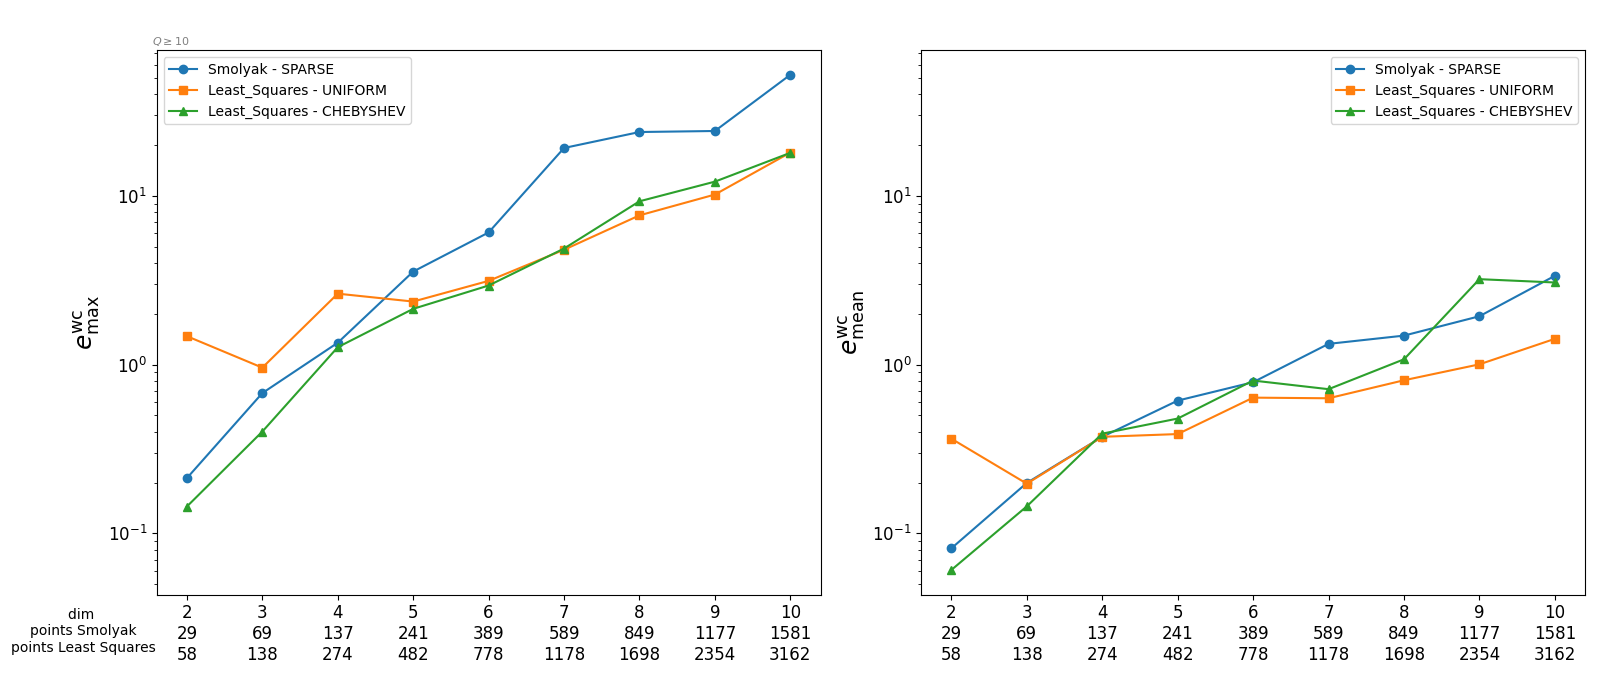 Q ≥ 10
Smolyak - SPARSE
Least_Squares - UNIFORM
Least_Squares - CHEBYSHEV
10¹
10⁰
10⁻¹
e^wc_max
dim 2 3 4 5 6 7 8 9 10
points Smolyak 29 69 137 241 389 589 849 1177 1581
points Least Squares 58 138 274 482 778 1178 1698 2354 3162
Smolyak - SPARSE
Least_Squares - UNIFORM
Least_Squares - CHEBYSHEV
10¹
10⁰
10⁻¹
e^wc_mean
2 3 4 5 6 7 8 9 10
29 69 137 241 389 589 849 1177 1581
58 138 274 482 778 1178 1698 2354 3162